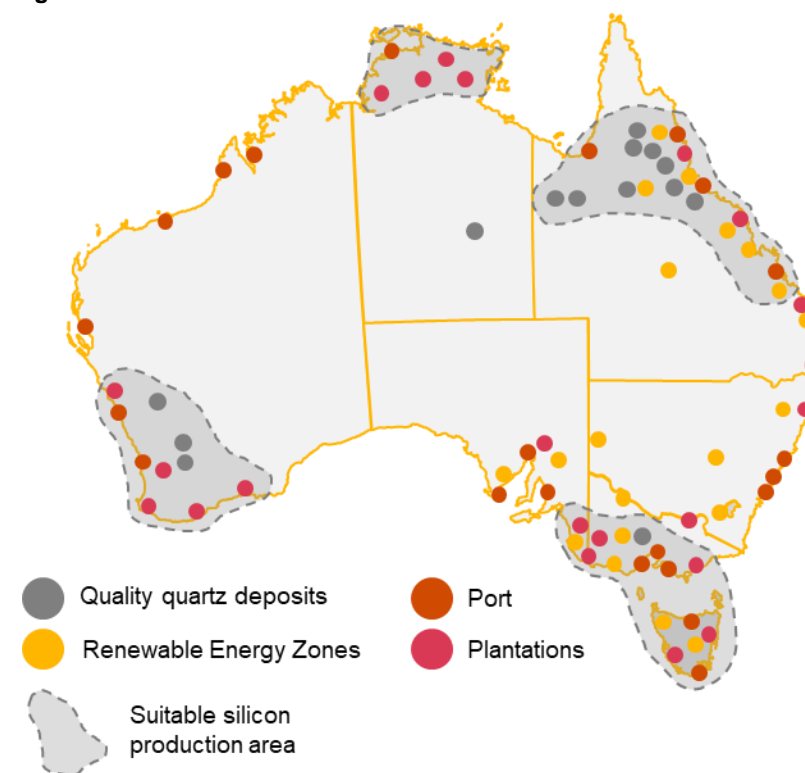 Quality quartz deposits
Port
Renewable Energy Zones
Plantations
Suitable silicon
production area